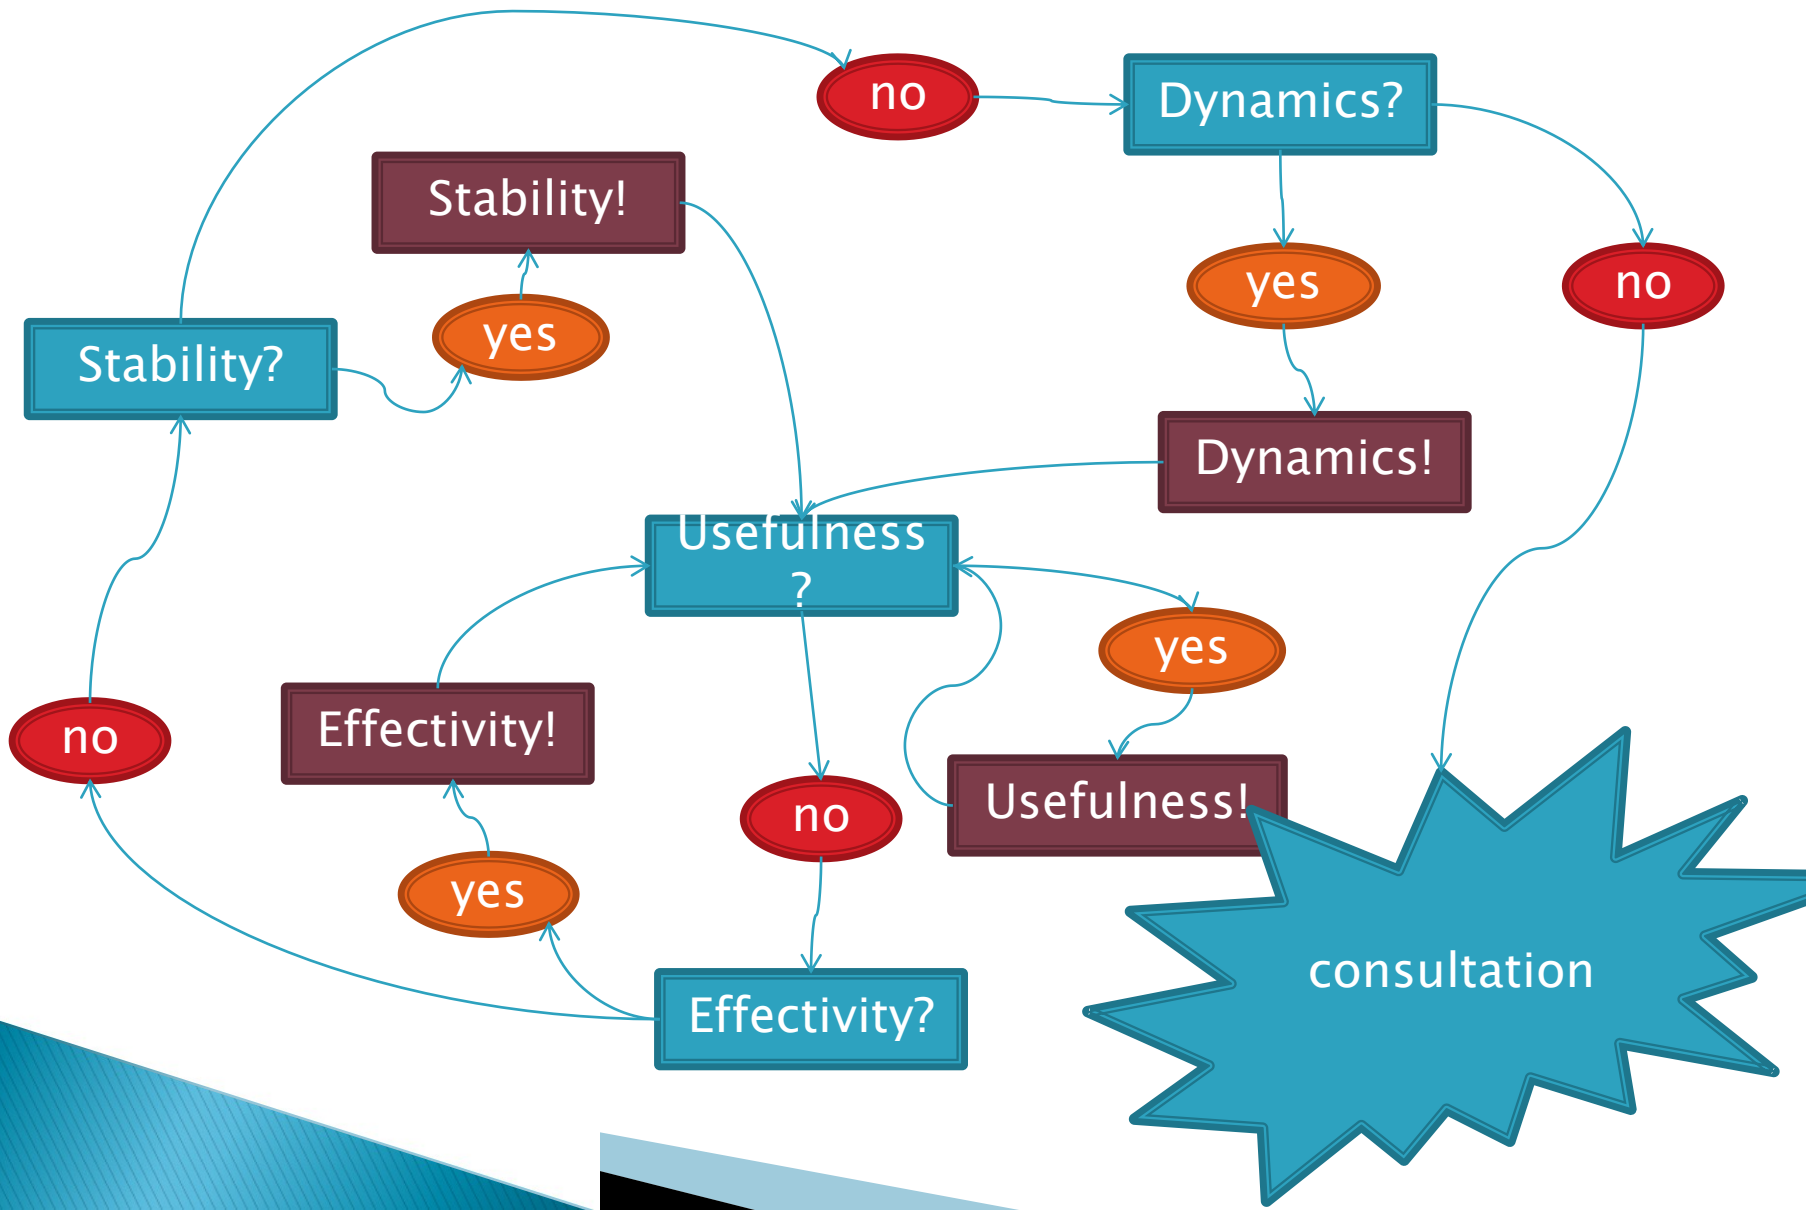 no
Dynamics?
Stability!
yes
no
yes
Stability?
Dynamics!
Usefulness
?
yes
Effectivity!
no
Usefulness!
no
yes
consultation
Effectivity?